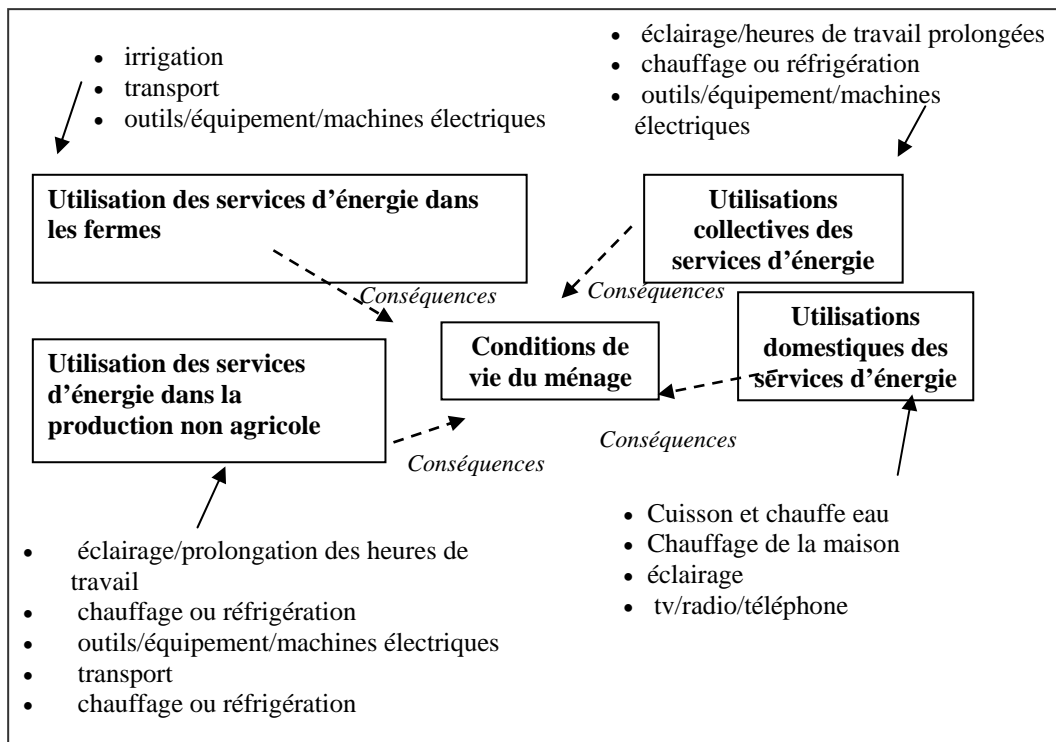 • irrigation
• transport
• outils/équipement/machines électriques
• éclairage/heures de travail prolongées
• chauffage ou réfrigération
• outils/équipement/machines
électriques
Utilisation des services d’énergie dans
les fermes
Utilisations
collectives des
services d’énergie
Conséquences
Conséquences
Utilisation des services
d’énergie dans la
production non agricole
Conditions de
vie du ménage
Utilisations
domestiques des
services d’énergie
Conséquences
Conséquences
• éclairage/prolongation des heures de
travail
• chauffage ou réfrigération
• outils/équipement/machines électriques
• transport
• chauffage ou réfrigération
• Cuisson et chauffe eau
• Chauffage de la maison
• éclairage
• tv/radio/téléphone